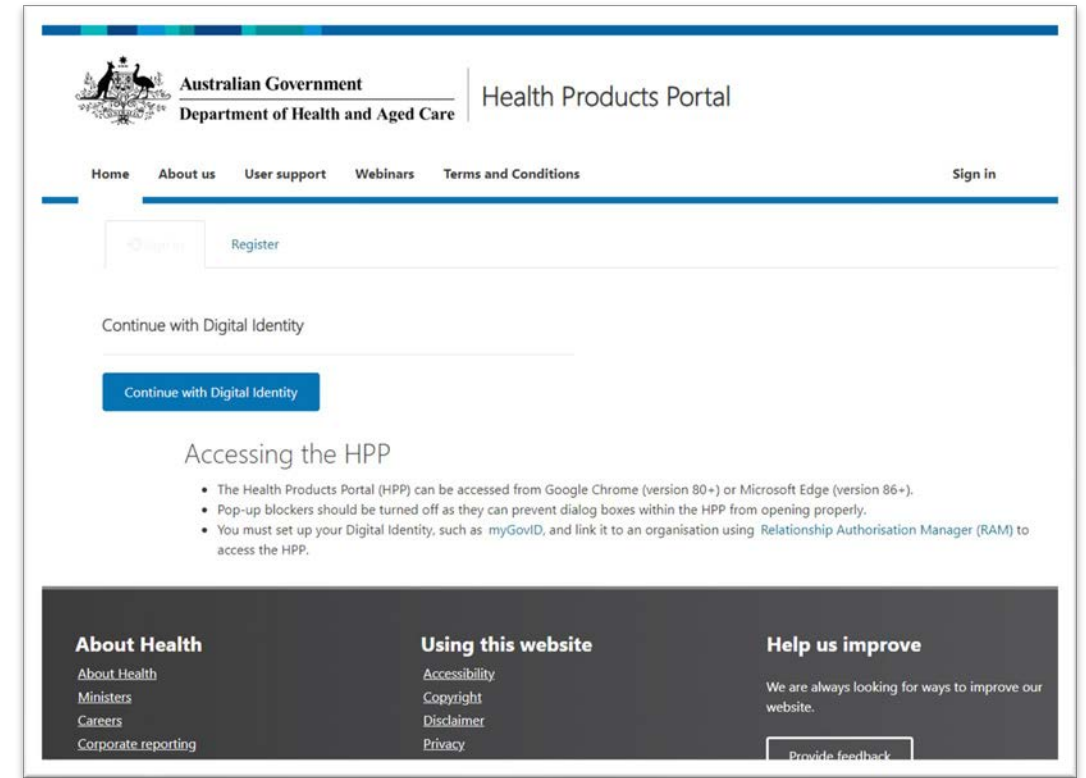 Australian Government
Department of Health and Aged Care
Health Products Portal
Home About us User support Webinars Terms and Conditions Sign in
Register
Continue with Digital Identity
Continue with Digital Identity
Accessing the HPP
• The Health Products Portal (HPP) can be accessed from Google Chrome (version 80+) or Microsoft Edge (version 86+).
• Pop-up blockers should be turned off as they can prevent dialog boxes within the HPP from opening properly.
• You must set up your Digital Identity, such as myGovID, and link it to an organisation using Relationship Authorisation Manager (RAM) to
access the HPP.
About Health
About Health
Ministers
Careers
Corporate reporting
Using this website
Accessibility
Copyright
Disclaimer
Privacy
Help us improve
We are always looking for ways to improve our
website.
Provide feedback